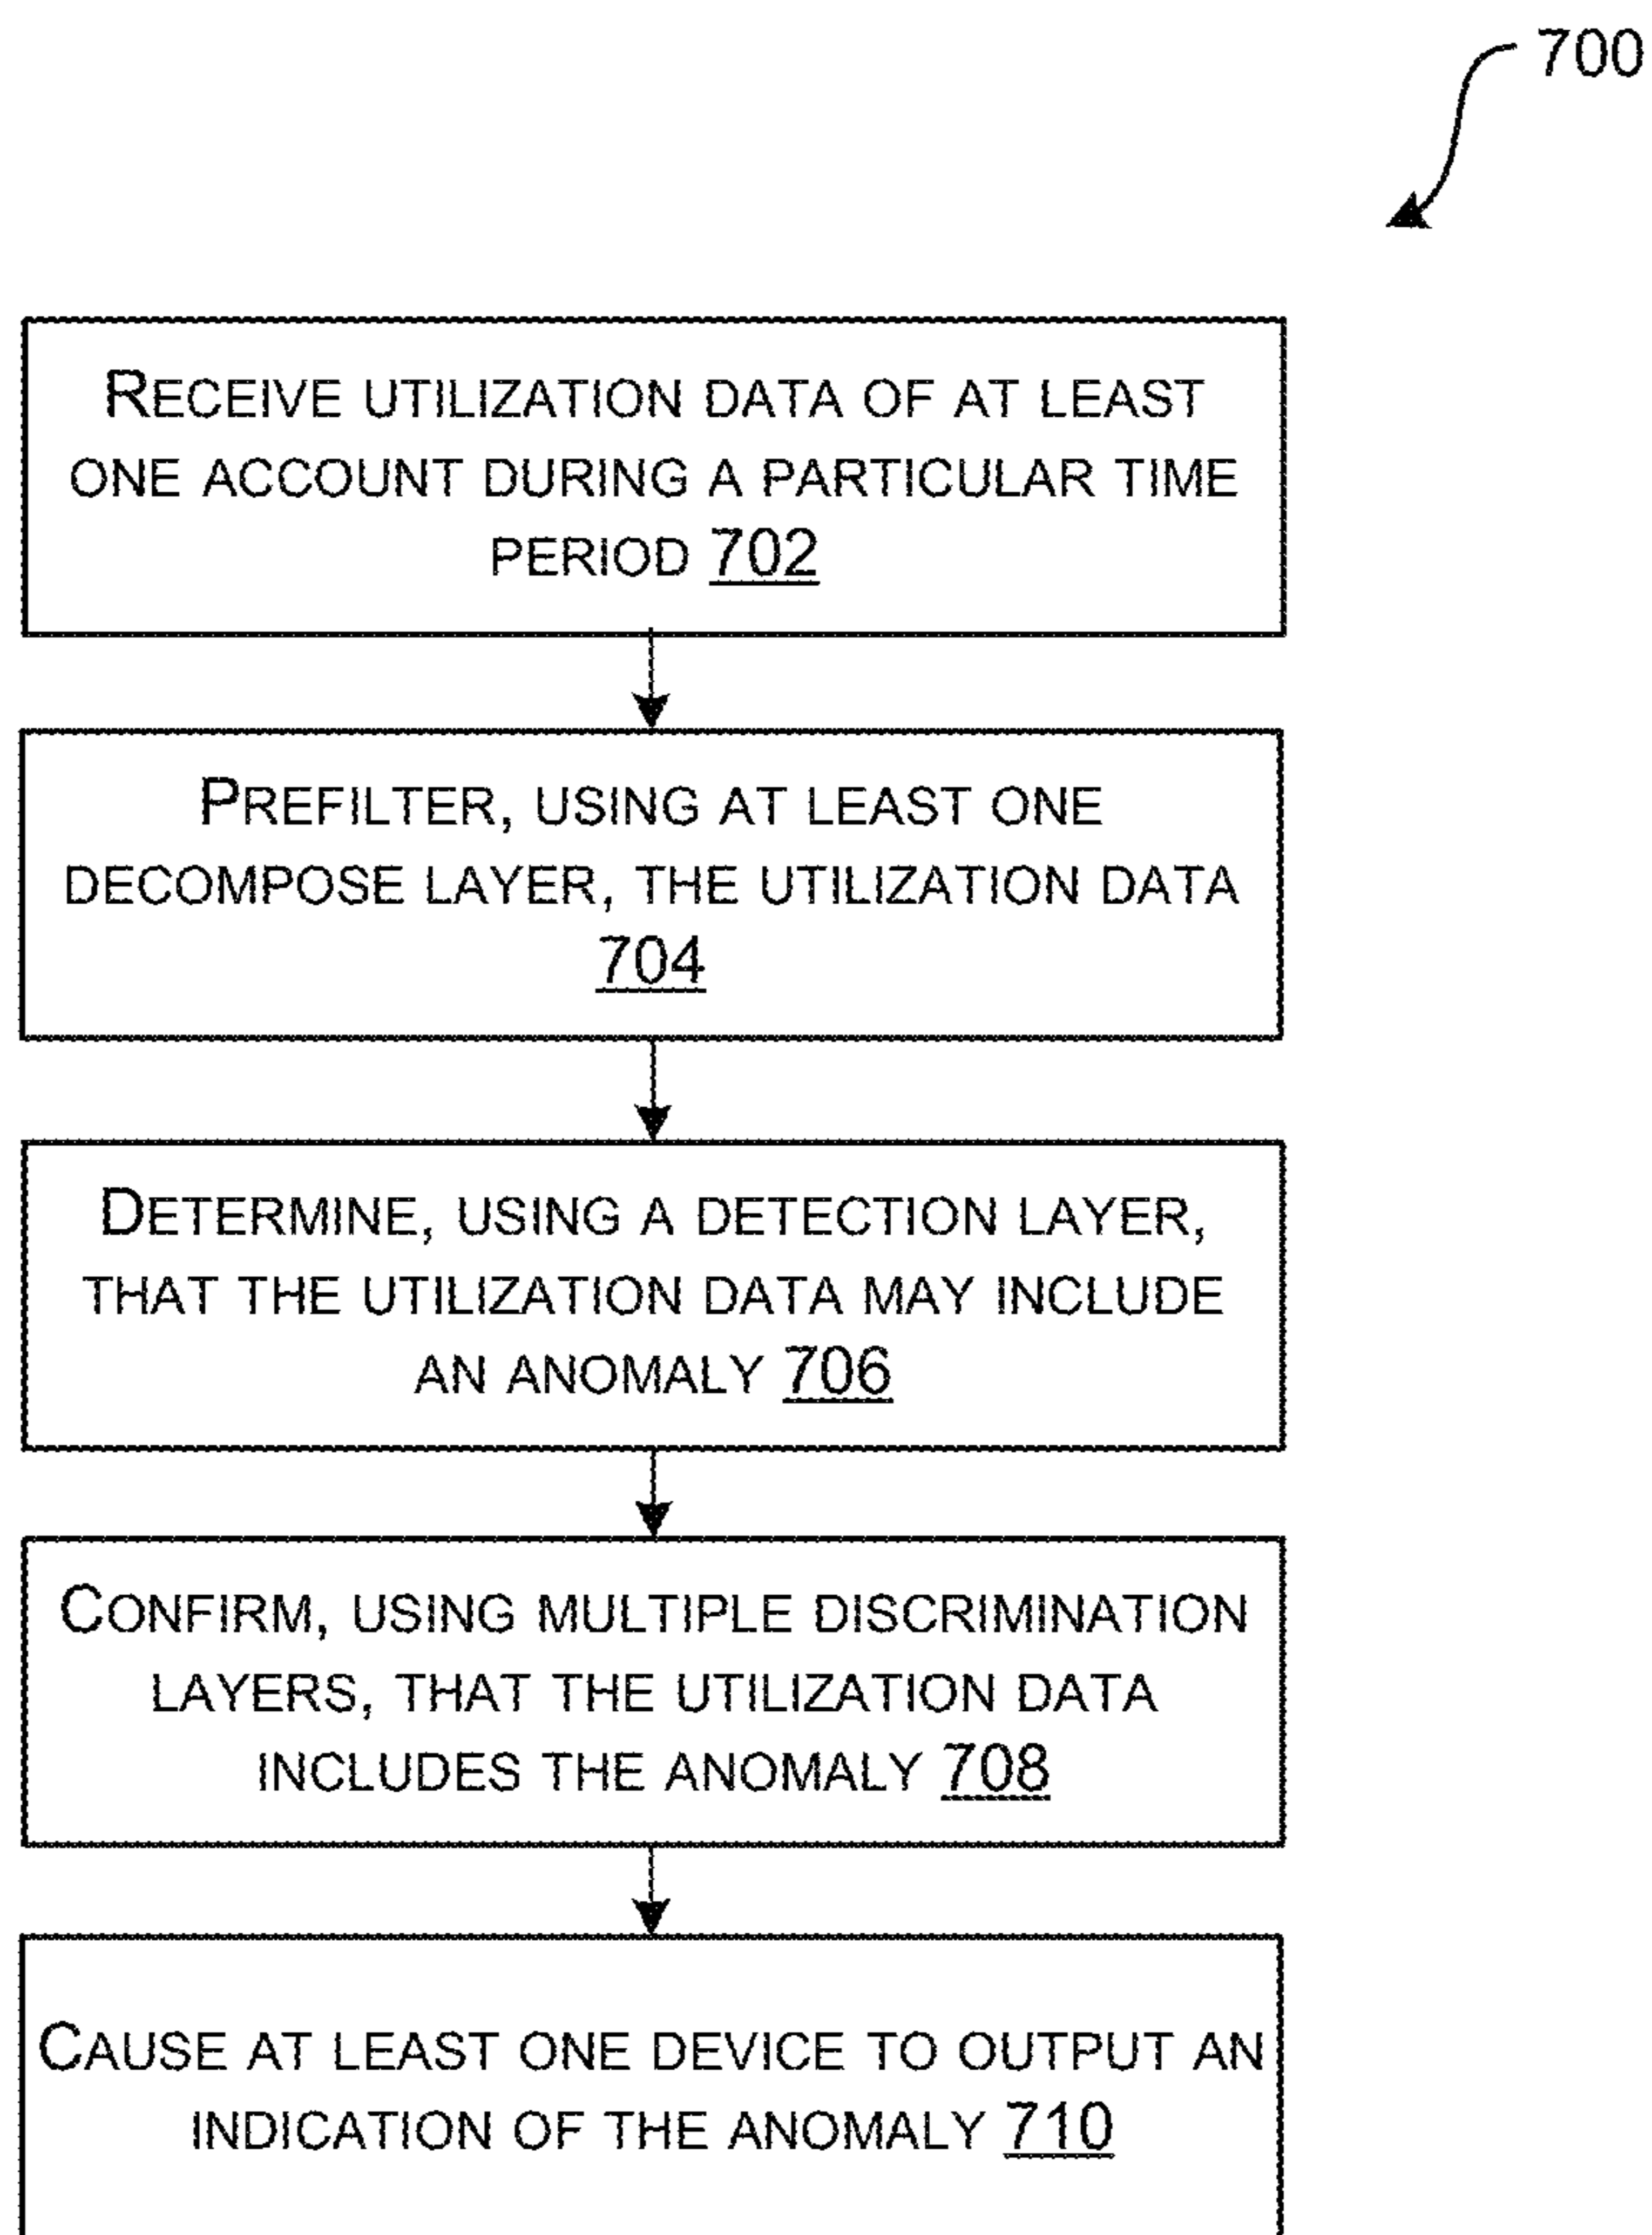 700
RECEIVE UTILIZATION DATA OF AT LEAST
ONE ACCOUNT DURING A PARTICULAR TIME
PERIOD 702
PREFILTER, USING AT LEAST ONE
DECOMPOSE LAYER, THE UTILIZATION DATA
704
DETERMINE, USING A DETECTION LAYER,
THAT THE UTILIZATION DATA MAY INCLUDE
AN ANOMALY 706
CONFIRM, USING MULTIPLE DISCRIMINATION
LAYERS, THAT THE UTILIZATION DATA
INCLUDES THE ANOMALY 708
CAUSE AT LEAST ONE DEVICE TO OUTPUT AN
INDICATION OF THE ANOMALY 710